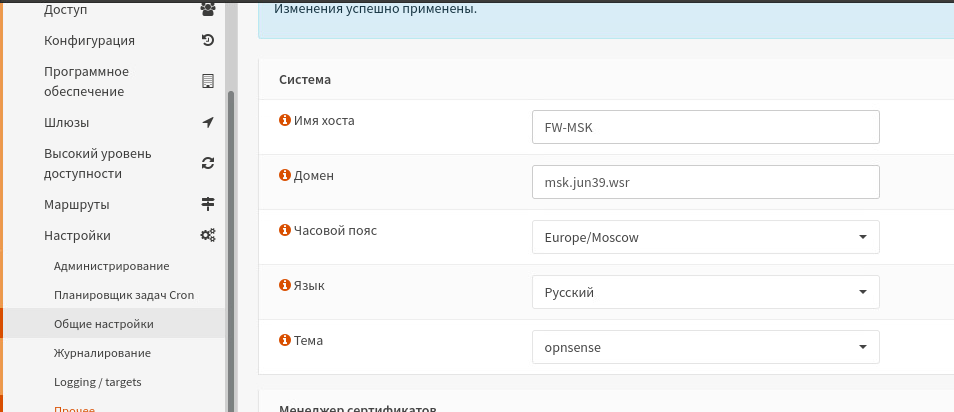 Доступ
Конфигурация
Программное
обеспечение
Шлюзы
Высокий уровень
доступности
Маршруты
Настройки
Администрирование
Планировщик задач Cron
Общие настройки
Журналирование
Logging / targets
Прочее
Изменения успешно применены.
Система
Имя хоста
FW-MSK
Домен
msk.jun39.wsr
Часовой пояс
Europe/Moscow
Язык
Русский
Тема
opnsense
Менеджер сертификатов